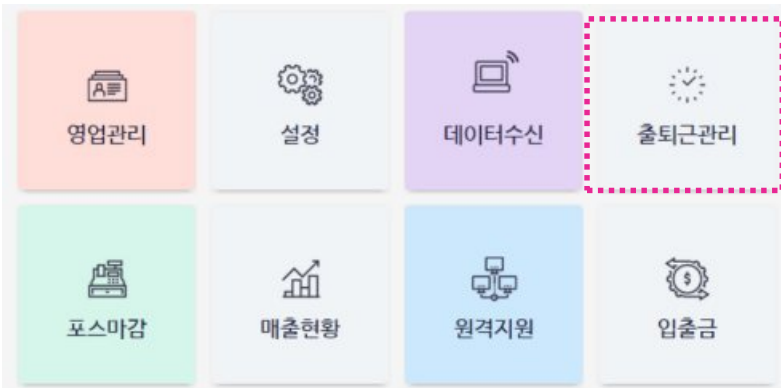 영업관리
설정
데이터수신
출퇴근관리
포스마감
매출현황
원격지원
입출금